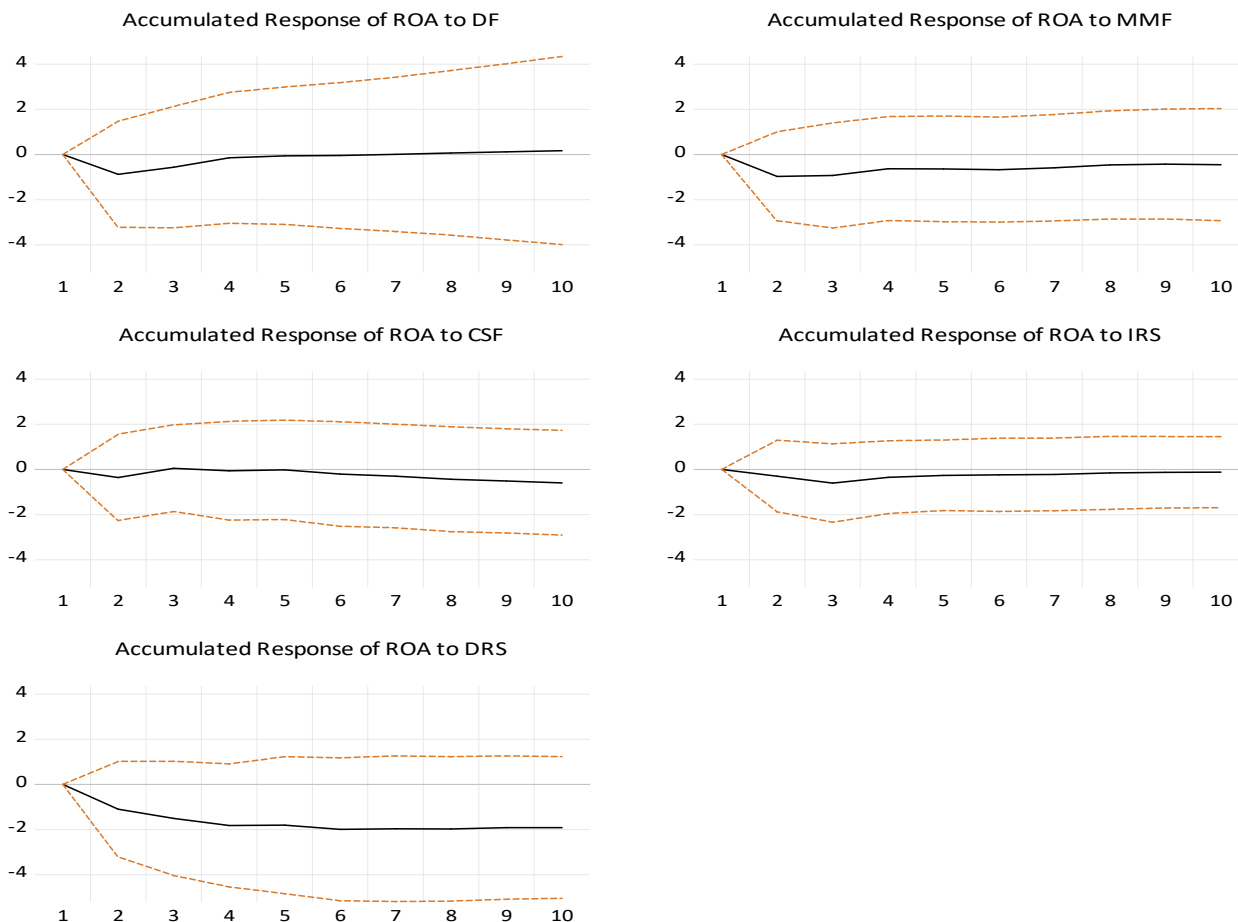 Accumulated Response of ROA to DF
4
2
0
-2
-4
1 2 3 4 5 6 7 8 9 10
Accumulated Response of ROA to MMF
4
2
0
-2
-4
1 2 3 4 5 6 7 8 9 10
Accumulated Response of ROA to CSF
4
2
0
-2
-4
1 2 3 4 5 6 7 8 9 10
Accumulated Response of ROA to IRS
4
2
0
-2
-4
1 2 3 4 5 6 7 8 9 10
Accumulated Response of ROA to DRS
4
2
0
-2
-4
1 2 3 4 5 6 7 8 9 10